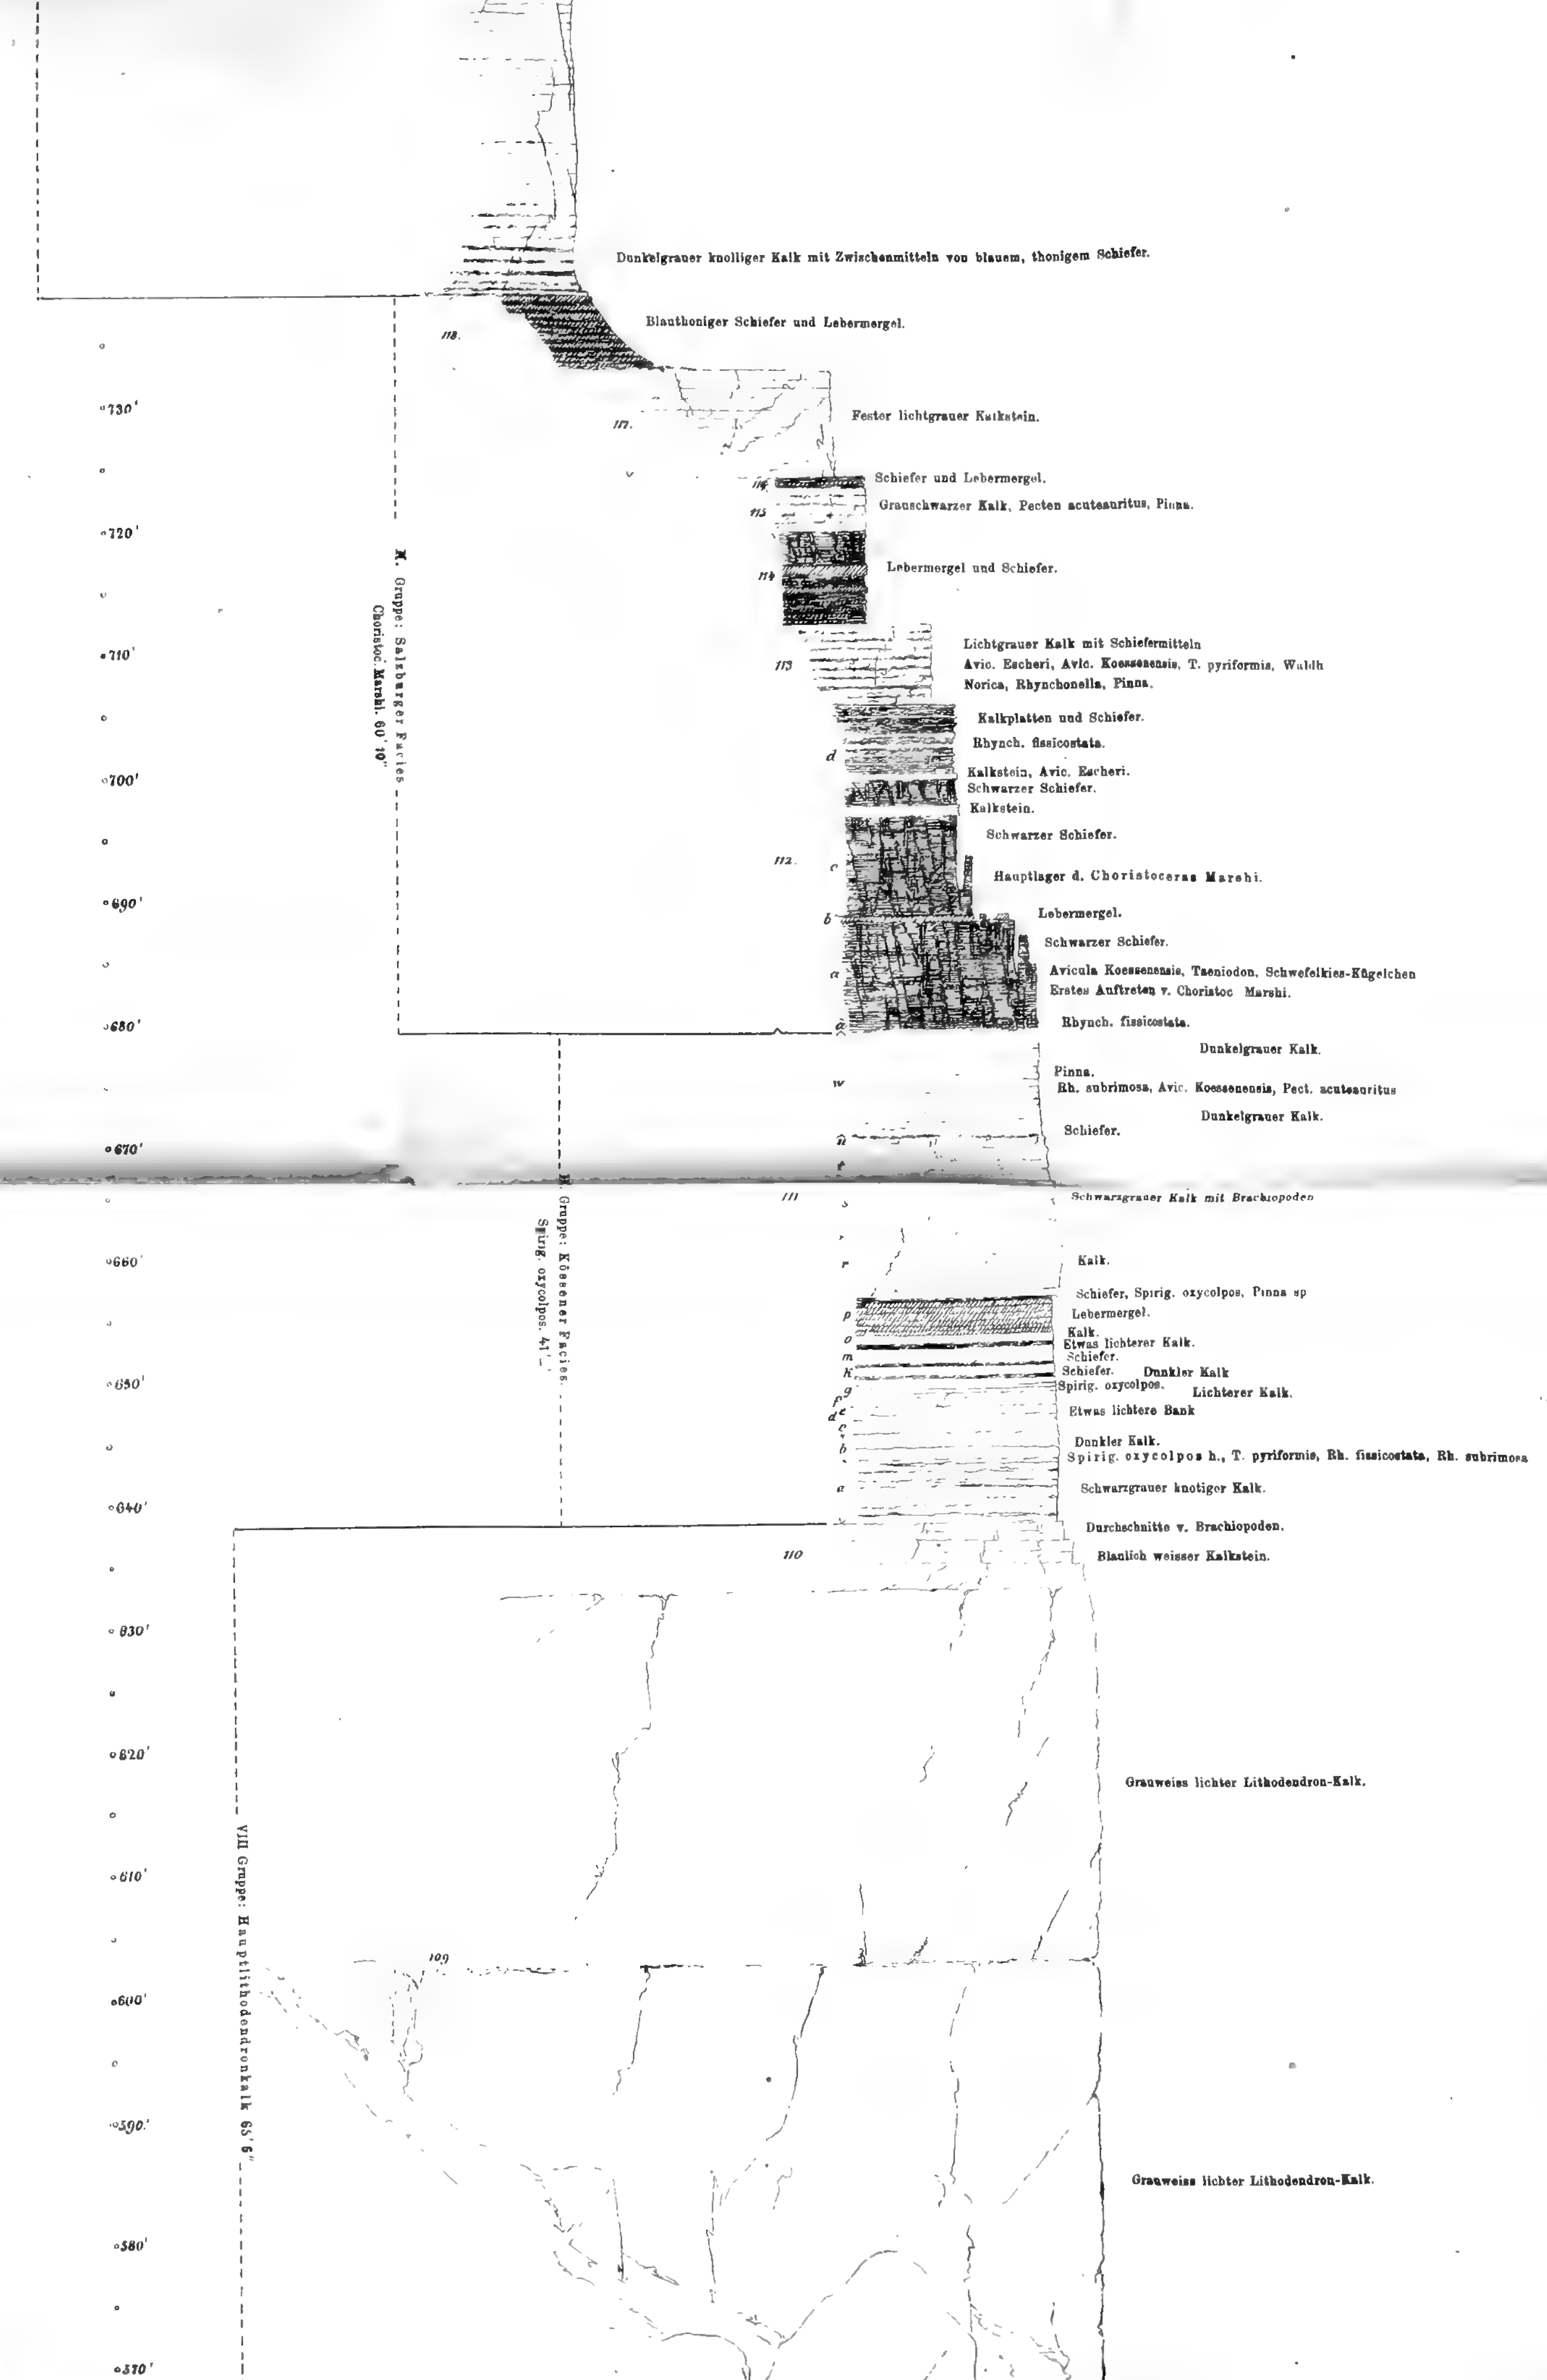 Dunkelgrauer knolliger Kalk mit Zwischenmitteln von blauem, thonigem Schiefer.
118.
Blauthoniger Schiefer und Lebermergel.
730'
117.
Fester lichtgrauer Kalkstein.
116
Schiefer und Lebermergel.
115
Grauschwarzer Kalk, Pecten acuteauritus, Pinna.
720'
114
Lebermergel und Schiefer.
X. Gruppe: Salzburger Facies
Choristoc. Marshi. 60' 10"
710'
113
Lichtgrauer Kalk mit Schiefermitteln
Avic. Escheri, Avic. Koessenensis, T. pyriformis, Waldh
Norica, Rhynchonella, Pinna.
Kalkplatten und Schiefer.
d
Rhynch. fissicostata.
700'
Kalkstein, Avic. Escheri.
Schwarzer Schiefer.
Kalkstein.
Schwarzer Schiefer.
112.
c
Hauptlager d. Choristoceras Marshi.
690'
b
Lebermergel.
Schwarzer Schiefer.
a
Avicula Koessenensis, Taeniodon, Schwefelkies-Kügelchen
Erstes Auftreten v. Choristoc Marshi.
680'
Rhynch. fissicostata.
Dunkelgrauer Kalk.
Pinna.
w
Rh. subrimosa, Avic. Koessenensis, Pect. acuteauritus
Dunkelgrauer Kalk.
Schiefer.
u
670'
t
Gruppe: Kössener Facies.
Spirig. oxycolpos. 41'_'
111
s
Schwarzgrauer Kalk mit Brachiopoden
660'
r
Kalk.
Schiefer, Spirig. oxycolpos, Pinna sp
p
Lebermergel.
Kalk.
o
Etwas lichterer Kalk.
m
Schiefer.
k
Schiefer. Dunkler Kalk
650'
Spirig. oxycolpos.
g
Lichterer Kalk.
f
e
d
Etwas lichtere Bank
c
Dunkler Kalk.
b
Spirig. oxycolpos h., T. pyriformis, Rh. fissicostata, Rh. subrimosa
a
Schwarzgrauer knotiger Kalk.
640'
Durchschnitte v. Brachiopoden.
110
Blaulich weisser Kalkstein.
630'
620'
Grauweiss lichter Lithodendron-Kalk.
VIII Gruppe: Hauptlithodendronkalk 65' 6"
610'
109
600'
590.'
Grauweiss lichter Lithodendron-Kalk.
580'
570'